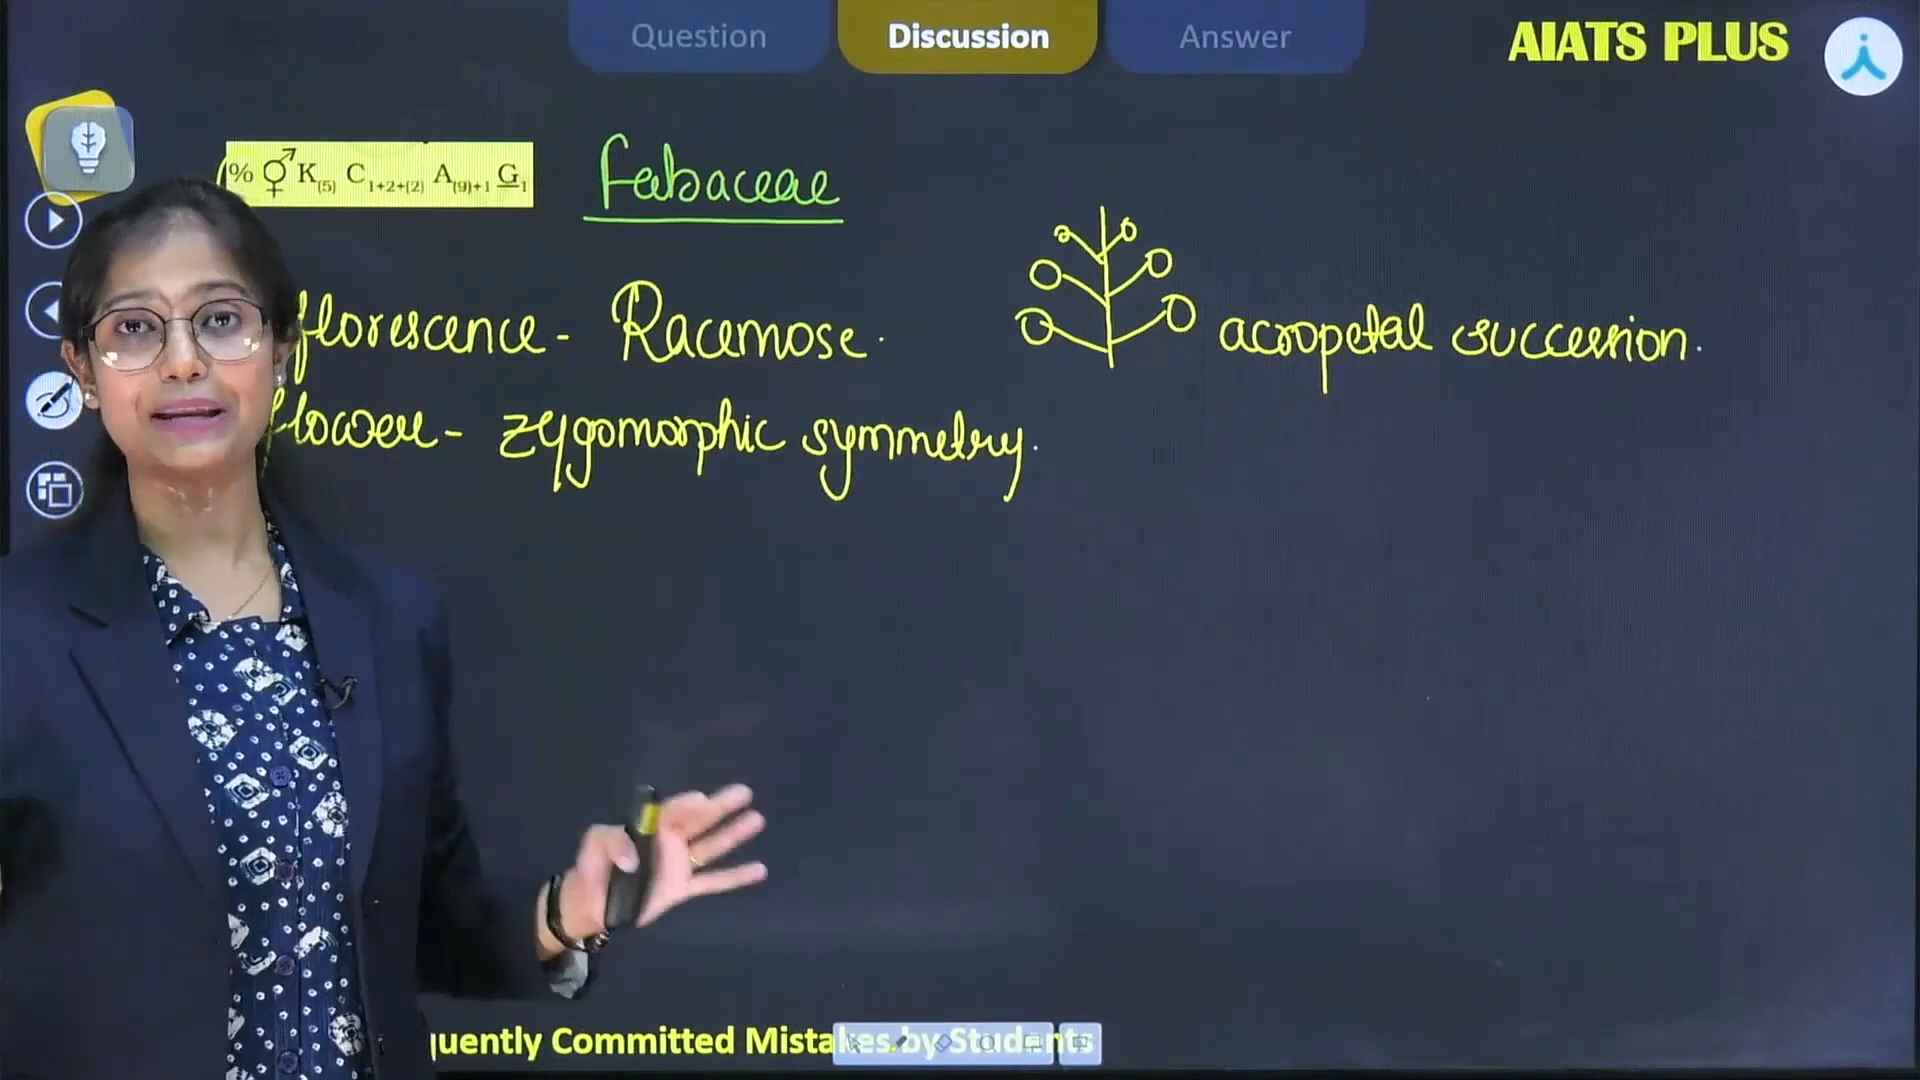 Question Discussion Answer AIATS PLUS
% ⚥ K(5) C1+2+(2) A(9)+1 G1 Fabaceae
florescence - Racemose. acropetal succession.
flower - zygomorphic symmetry.
quently Committed Mistakes by Students